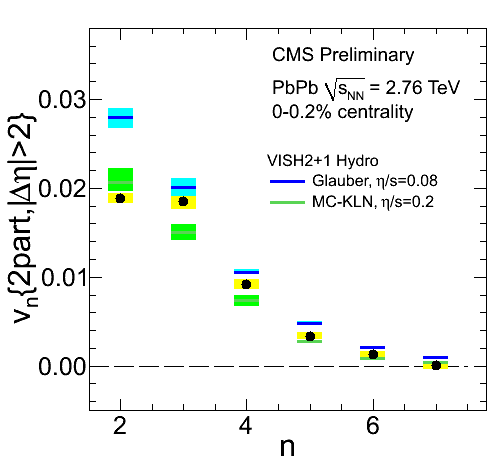 CMS Preliminary
PbPb √sNN = 2.76 TeV
0-0.2% centrality
VISH2+1 Hydro
Glauber, η/s=0.08
MC-KLN, η/s=0.2
vn{2part,|Δη|>2}
0.03
0.02
0.01
0.00
2 4 6
n